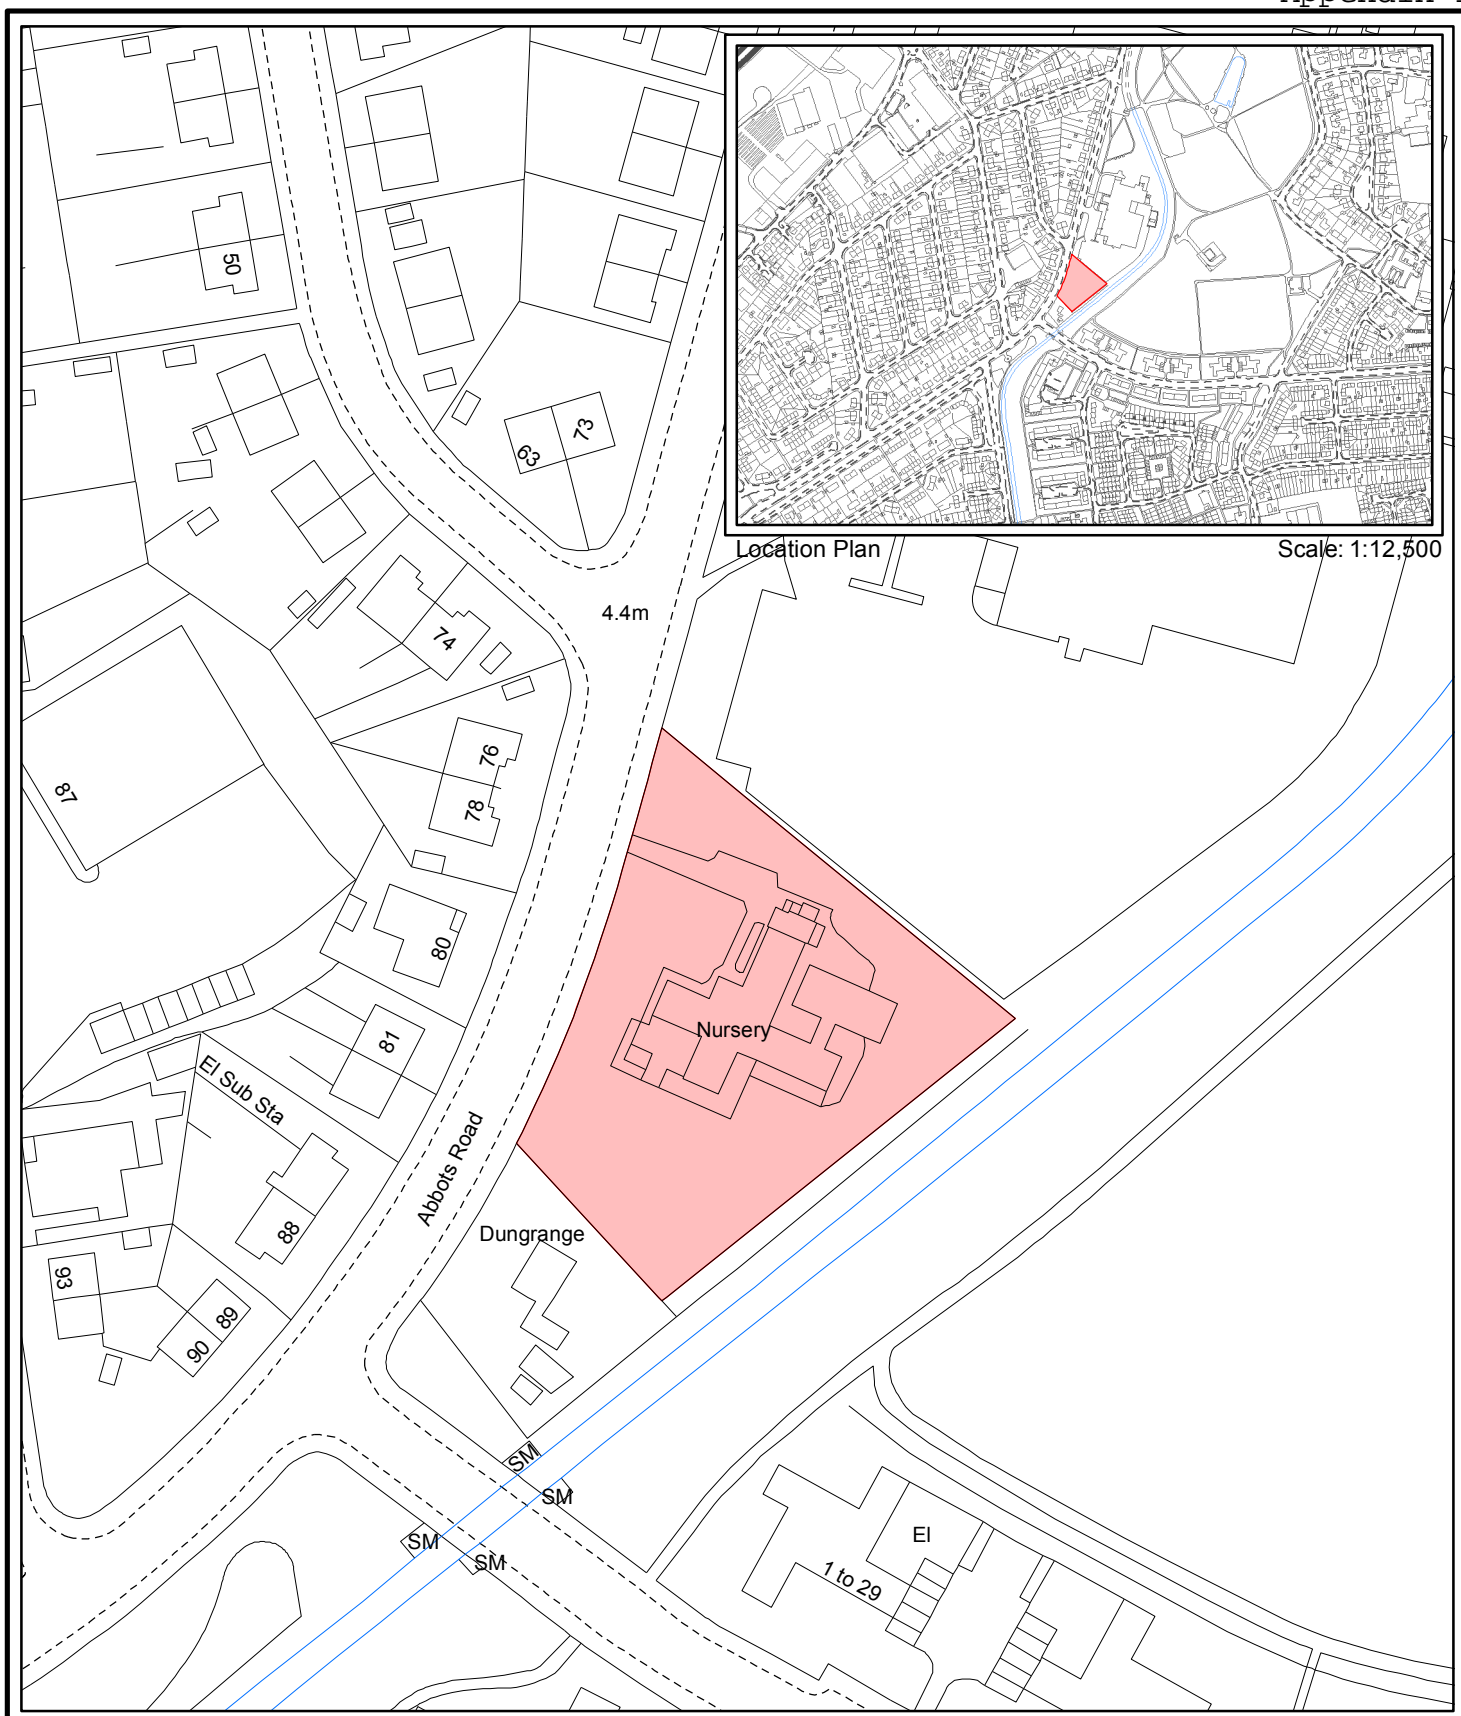 Location Plan
Scale: 1:12,500
50
63
73
4.4m
74
76
78
87
80
81
Nursery
El Sub Sta
Abbots Road
88
Dungrange
93
89
90
SM
SM
SM
SM
El
1 to 29